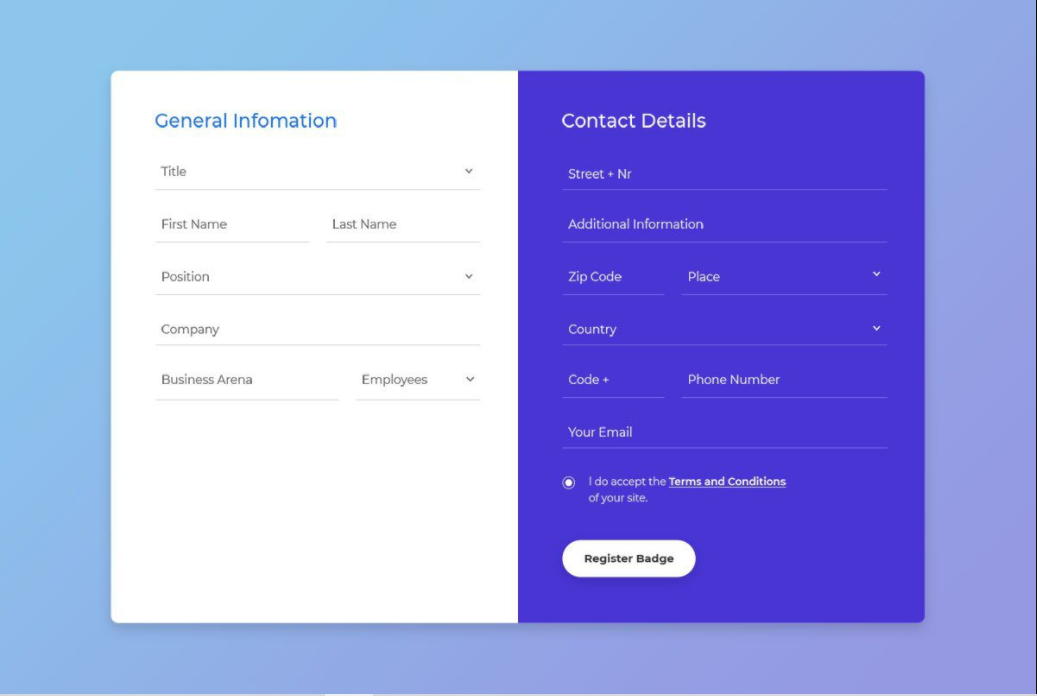 General Infomation
Title
First Name
Last Name
Position
Company
Business Arena
Employees
Contact Details
Street + Nr
Additional Information
Zip Code
Place
Country
Code +
Phone Number
Your Email
I do accept the Terms and Conditions
of your site.
Register Badge